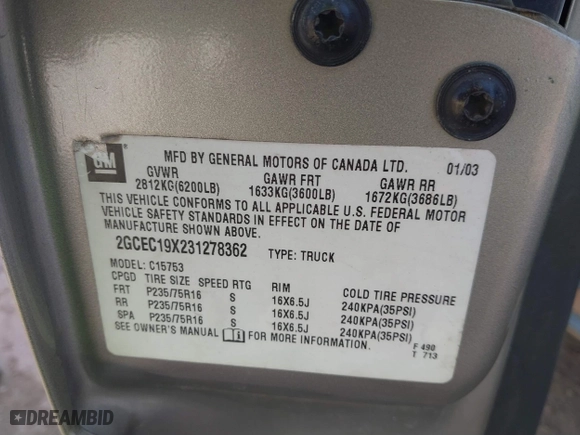 GM
MFD BY GENERAL MOTORS OF CANADA LTD. 01/03
GVWR GAWR FRT GAWR RR
2812KG(6200LB) 1633KG(3600LB) 1672KG(3686LB)
THIS VEHICLE CONFORMS TO ALL APPLICABLE U.S. FEDERAL MOTOR
VEHICLE SAFETY STANDARDS IN EFFECT ON THE DATE OF
MANUFACTURE SHOWN ABOVE.
2GCEC19X231278362 TYPE: TRUCK
MODEL: C15753
CPGD TIRE SIZE SPEED RTG RIM COLD TIRE PRESSURE
FRT P235/75R16 S 16X6.5J 240KPA(35PSI)
RR P235/75R16 S 16X6.5J 240KPA(35PSI)
SPA P235/75R16 S 16X6.5J 240KPA(35PSI)
SEE OWNER'S MANUAL FOR MORE INFORMATION.
F 490
T 713
DREAMBID